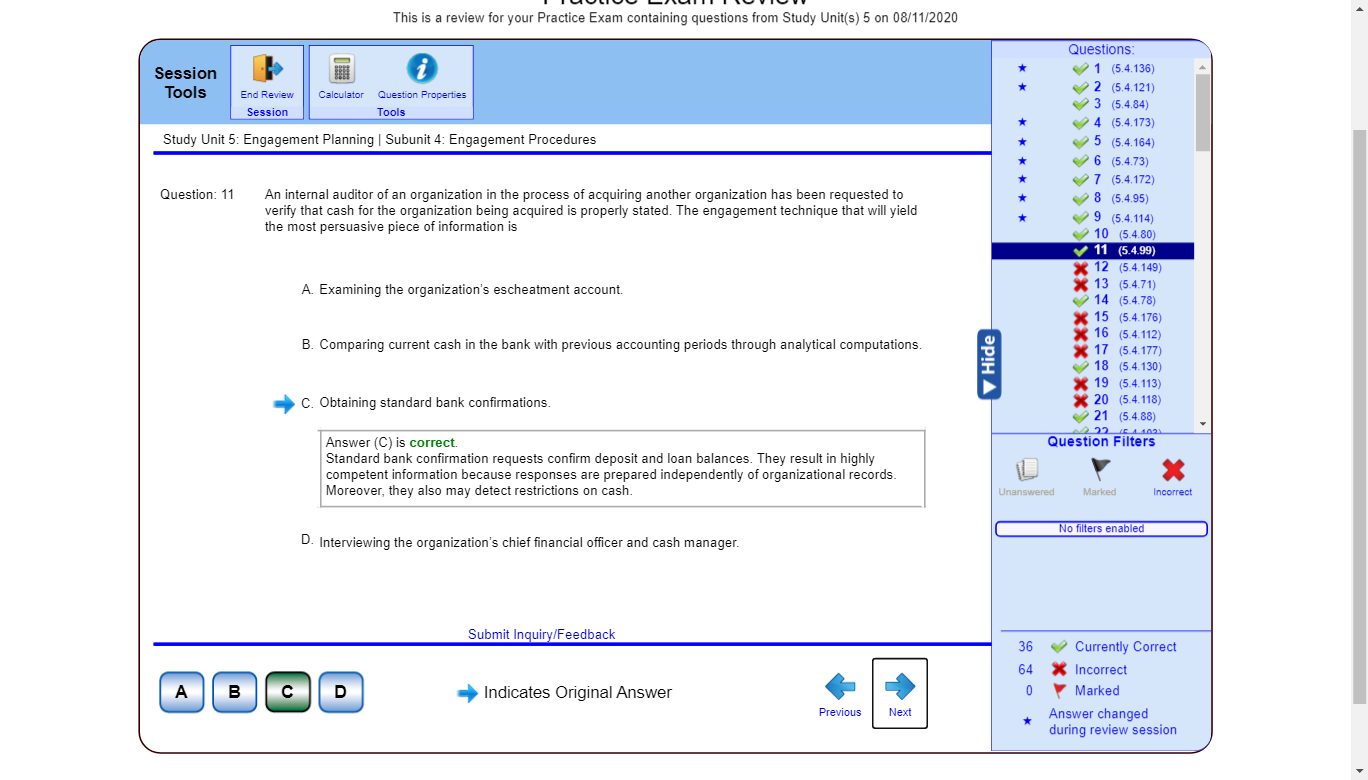 Practice Exam Review
This is a review for your Practice Exam containing questions from Study Unit(s) 5 on 08/11/2020
Session
Tools
End Review
Session
Calculator
Question Properties
Tools
Study Unit 5: Engagement Planning | Subunit 4: Engagement Procedures
Question: 11
An internal auditor of an organization in the process of acquiring another organization has been requested to
verify that cash for the organization being acquired is properly stated. The engagement technique that will yield
the most persuasive piece of information is
A. Examining the organization's escheatment account.
B. Comparing current cash in the bank with previous accounting periods through analytical computations.
C. Obtaining standard bank confirmations.
Answer (C) is correct.
Standard bank confirmation requests confirm deposit and loan balances. They result in highly
competent information because responses are prepared independently of organizational records.
Moreover, they also may detect restrictions on cash.
D. Interviewing the organization's chief financial officer and cash manager.
Submit Inquiry/Feedback
A B C D
Indicates Original Answer
Previous
Next
Questions:
1 (5.4.136)
2 (5.4.121)
3 (5.4.84)
4 (5.4.173)
5 (5.4.164)
6 (5.4.73)
7 (5.4.172)
8 (5.4.95)
9 (5.4.114)
10 (5.4.80)
11 (5.4.99)
12 (5.4.149)
13 (5.4.71)
14 (5.4.78)
15 (5.4.176)
16 (5.4.112)
17 (5.4.177)
18 (5.4.130)
19 (5.4.113)
20 (5.4.118)
21 (5.4.88)
22
Hide
Question Filters
Unanswered
Marked
Incorrect
No filters enabled
36 Currently Correct
64 Incorrect
0 Marked
Answer changed
during review session